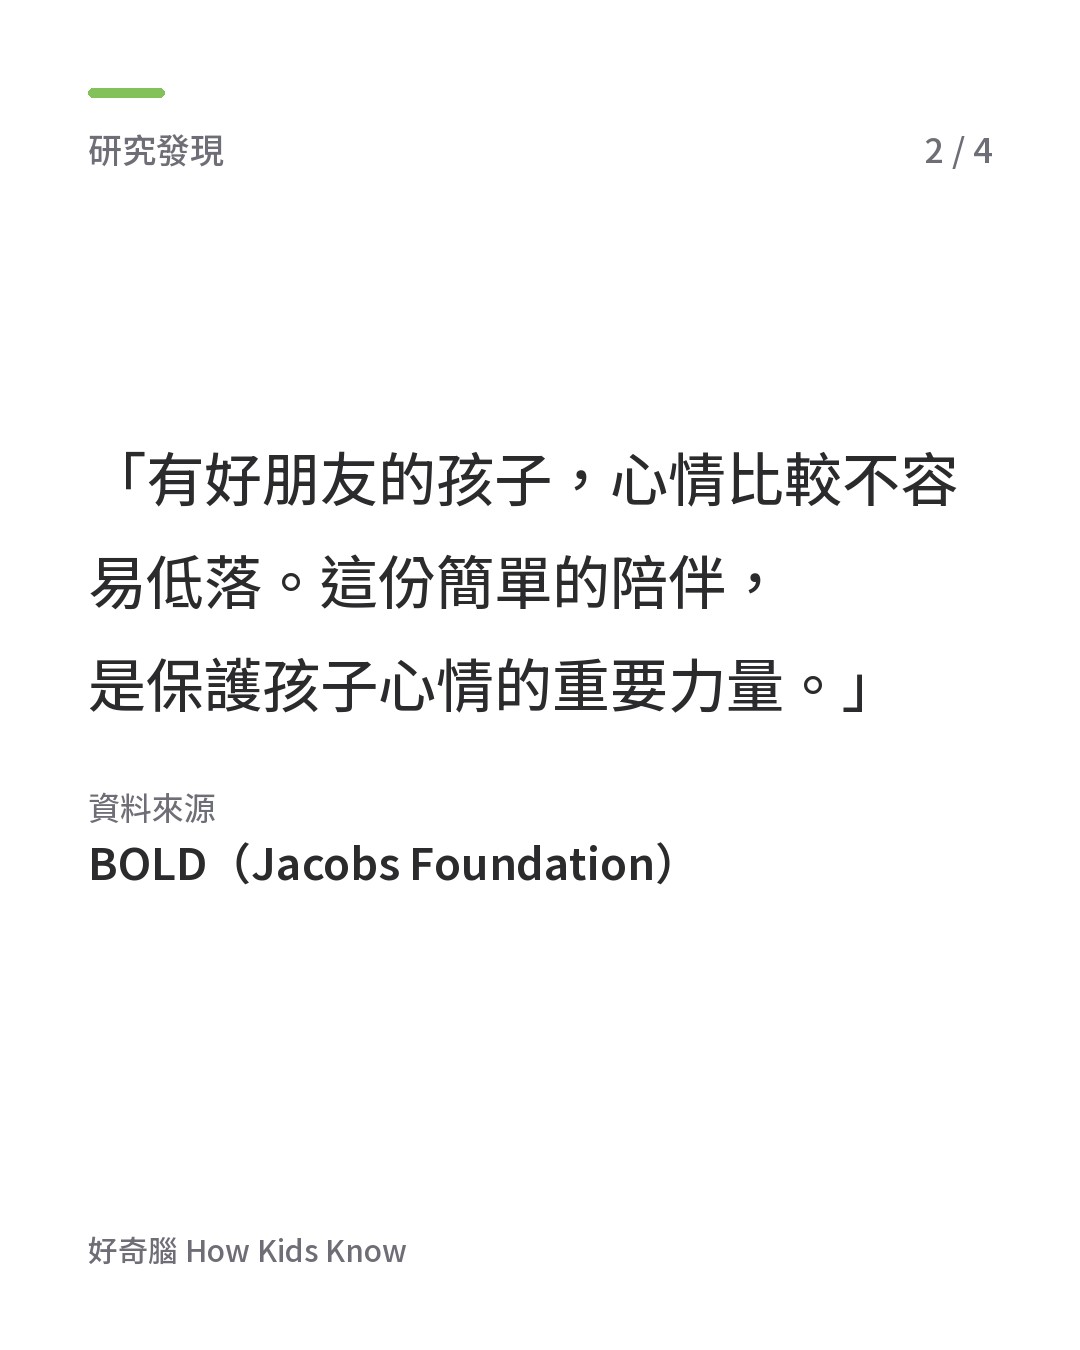 研究發現
2 / 4
「有好朋友的孩子，心情比較不容
易低落。這份簡單的陪伴，
是保護孩子心情的重要力量。」
資料來源
BOLD（Jacobs Foundation）
好奇腦 How Kids Know